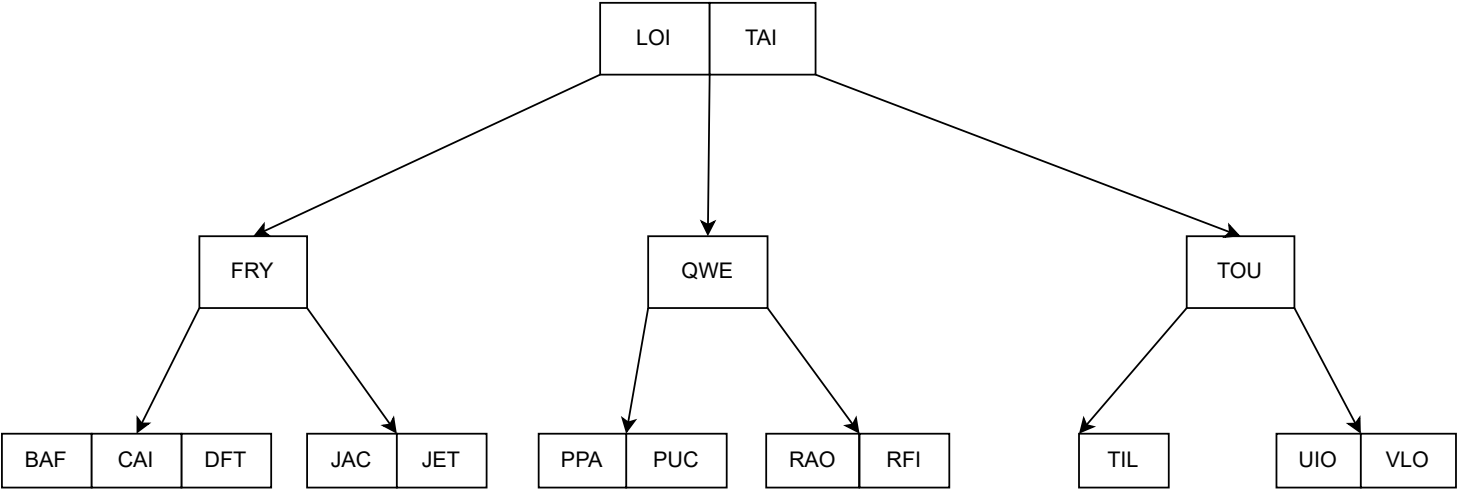 LOI TAI
FRY QWE TOU
BAF CAI DFT JAC JET PPA PUC RAO RFI TIL UIO VLO